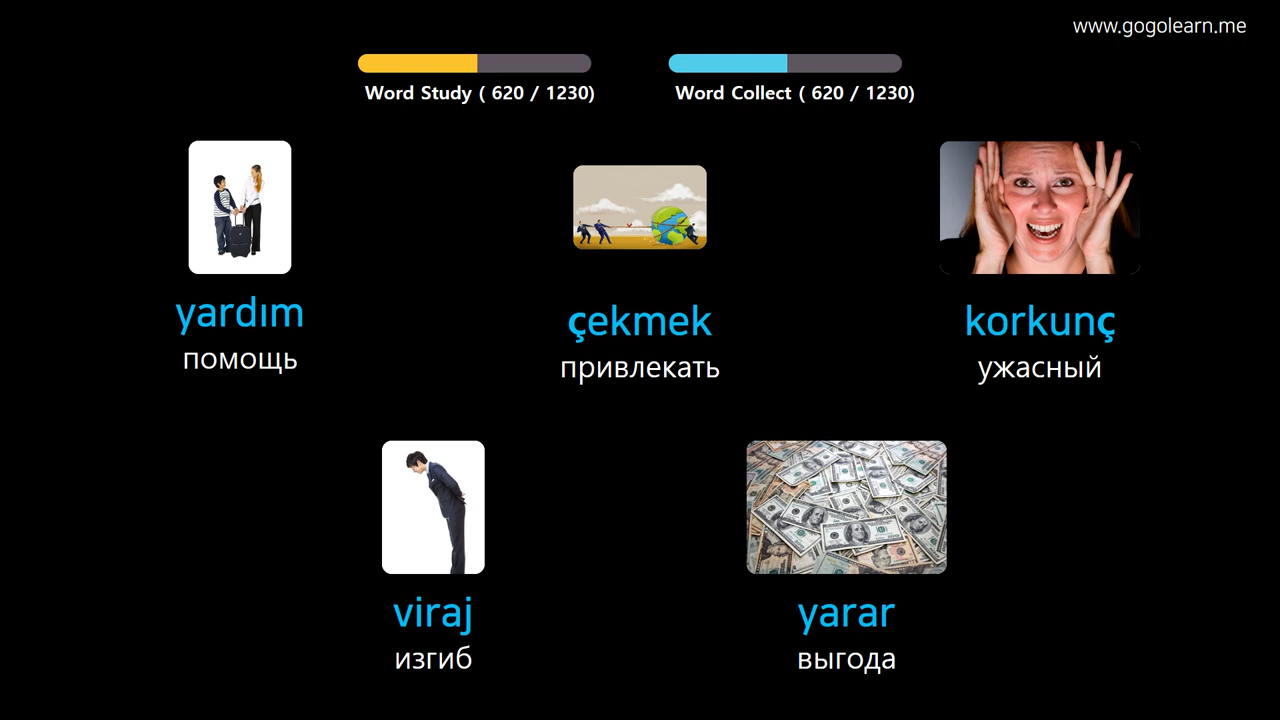 www.gogolearn.me
Word Study ( 620 / 1230)
Word Collect ( 620 / 1230)
yardım
помощь
çekmek
привлекать
korkunç
ужасный
viraj
изгиб
yarar
выгода